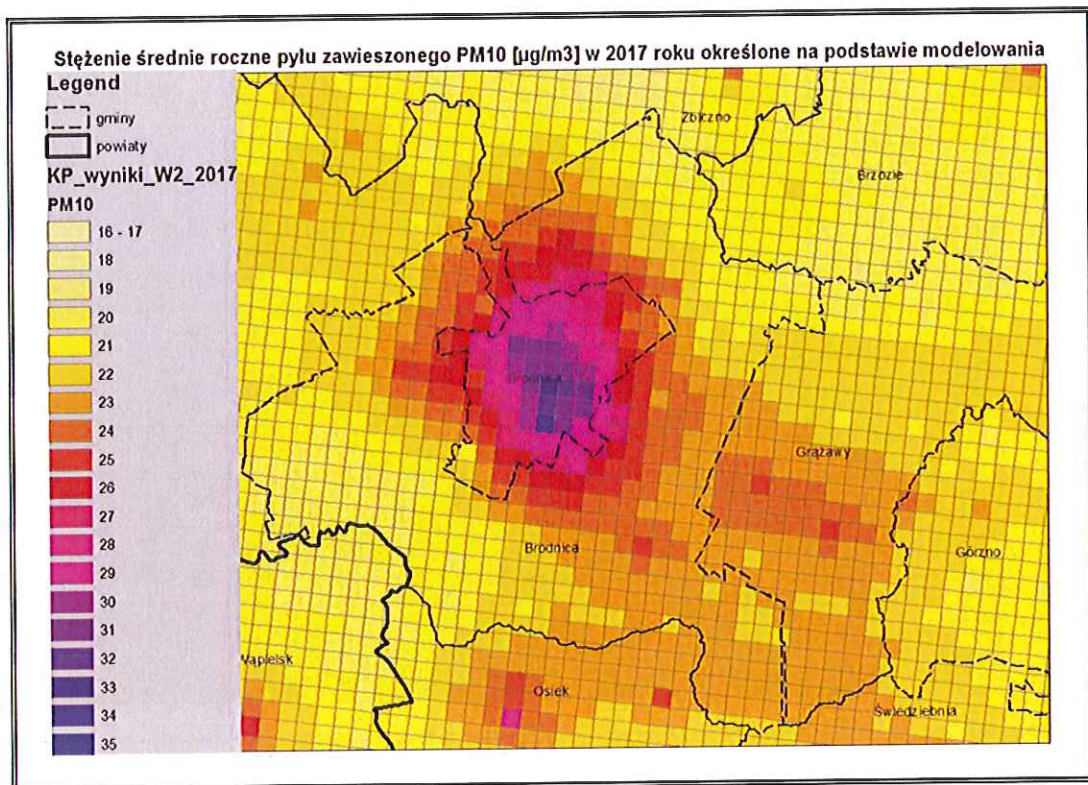 Stężenie średnie roczne pyłu zawieszonego PM10 [µg/m3] w 2017 roku określone na podstawie modelowania
Legend
gminy
powiaty
KP_wyniki_W2_2017
PM10
16 - 17
18
19
20
21
22
23
24
25
26
27
28
29
30
31
32
33
34
35
Zbiczno
Brzozie
Brodnica
Grążawy
Brodnica
Górzno
Wąpielsk
Osiek
Świedziebnia